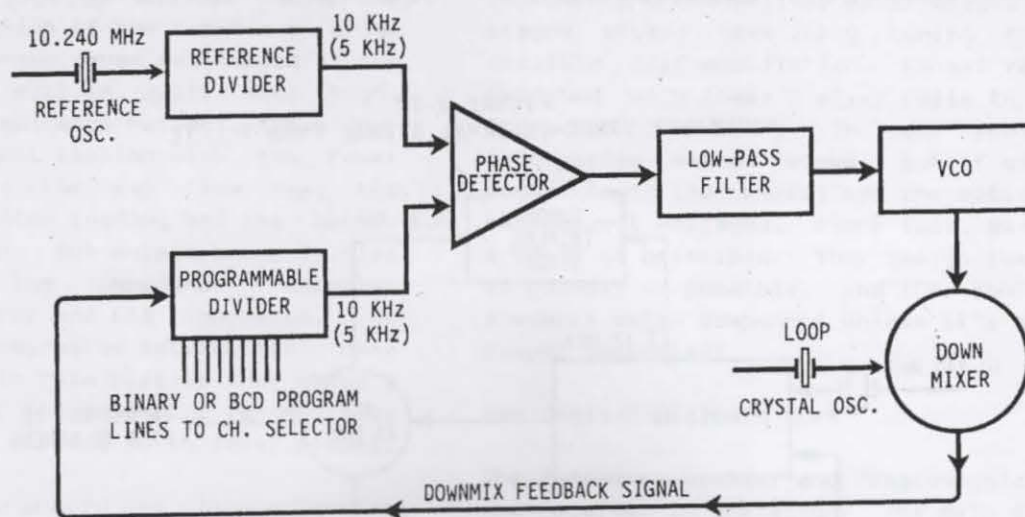 10.240 MHz
REFERENCE
OSC.
REFERENCE
DIVIDER
10 KHz
(5 KHz)
PHASE
DETECTOR
LOW-PASS
FILTER
VCO
PROGRAMMABLE
DIVIDER
10 KHz
(5 KHz)
BINARY OR BCD PROGRAM
LINES TO CH. SELECTOR
LOOP
CRYSTAL OSC.
DOWN
MIXER
DOWNMIX FEEDBACK SIGNAL